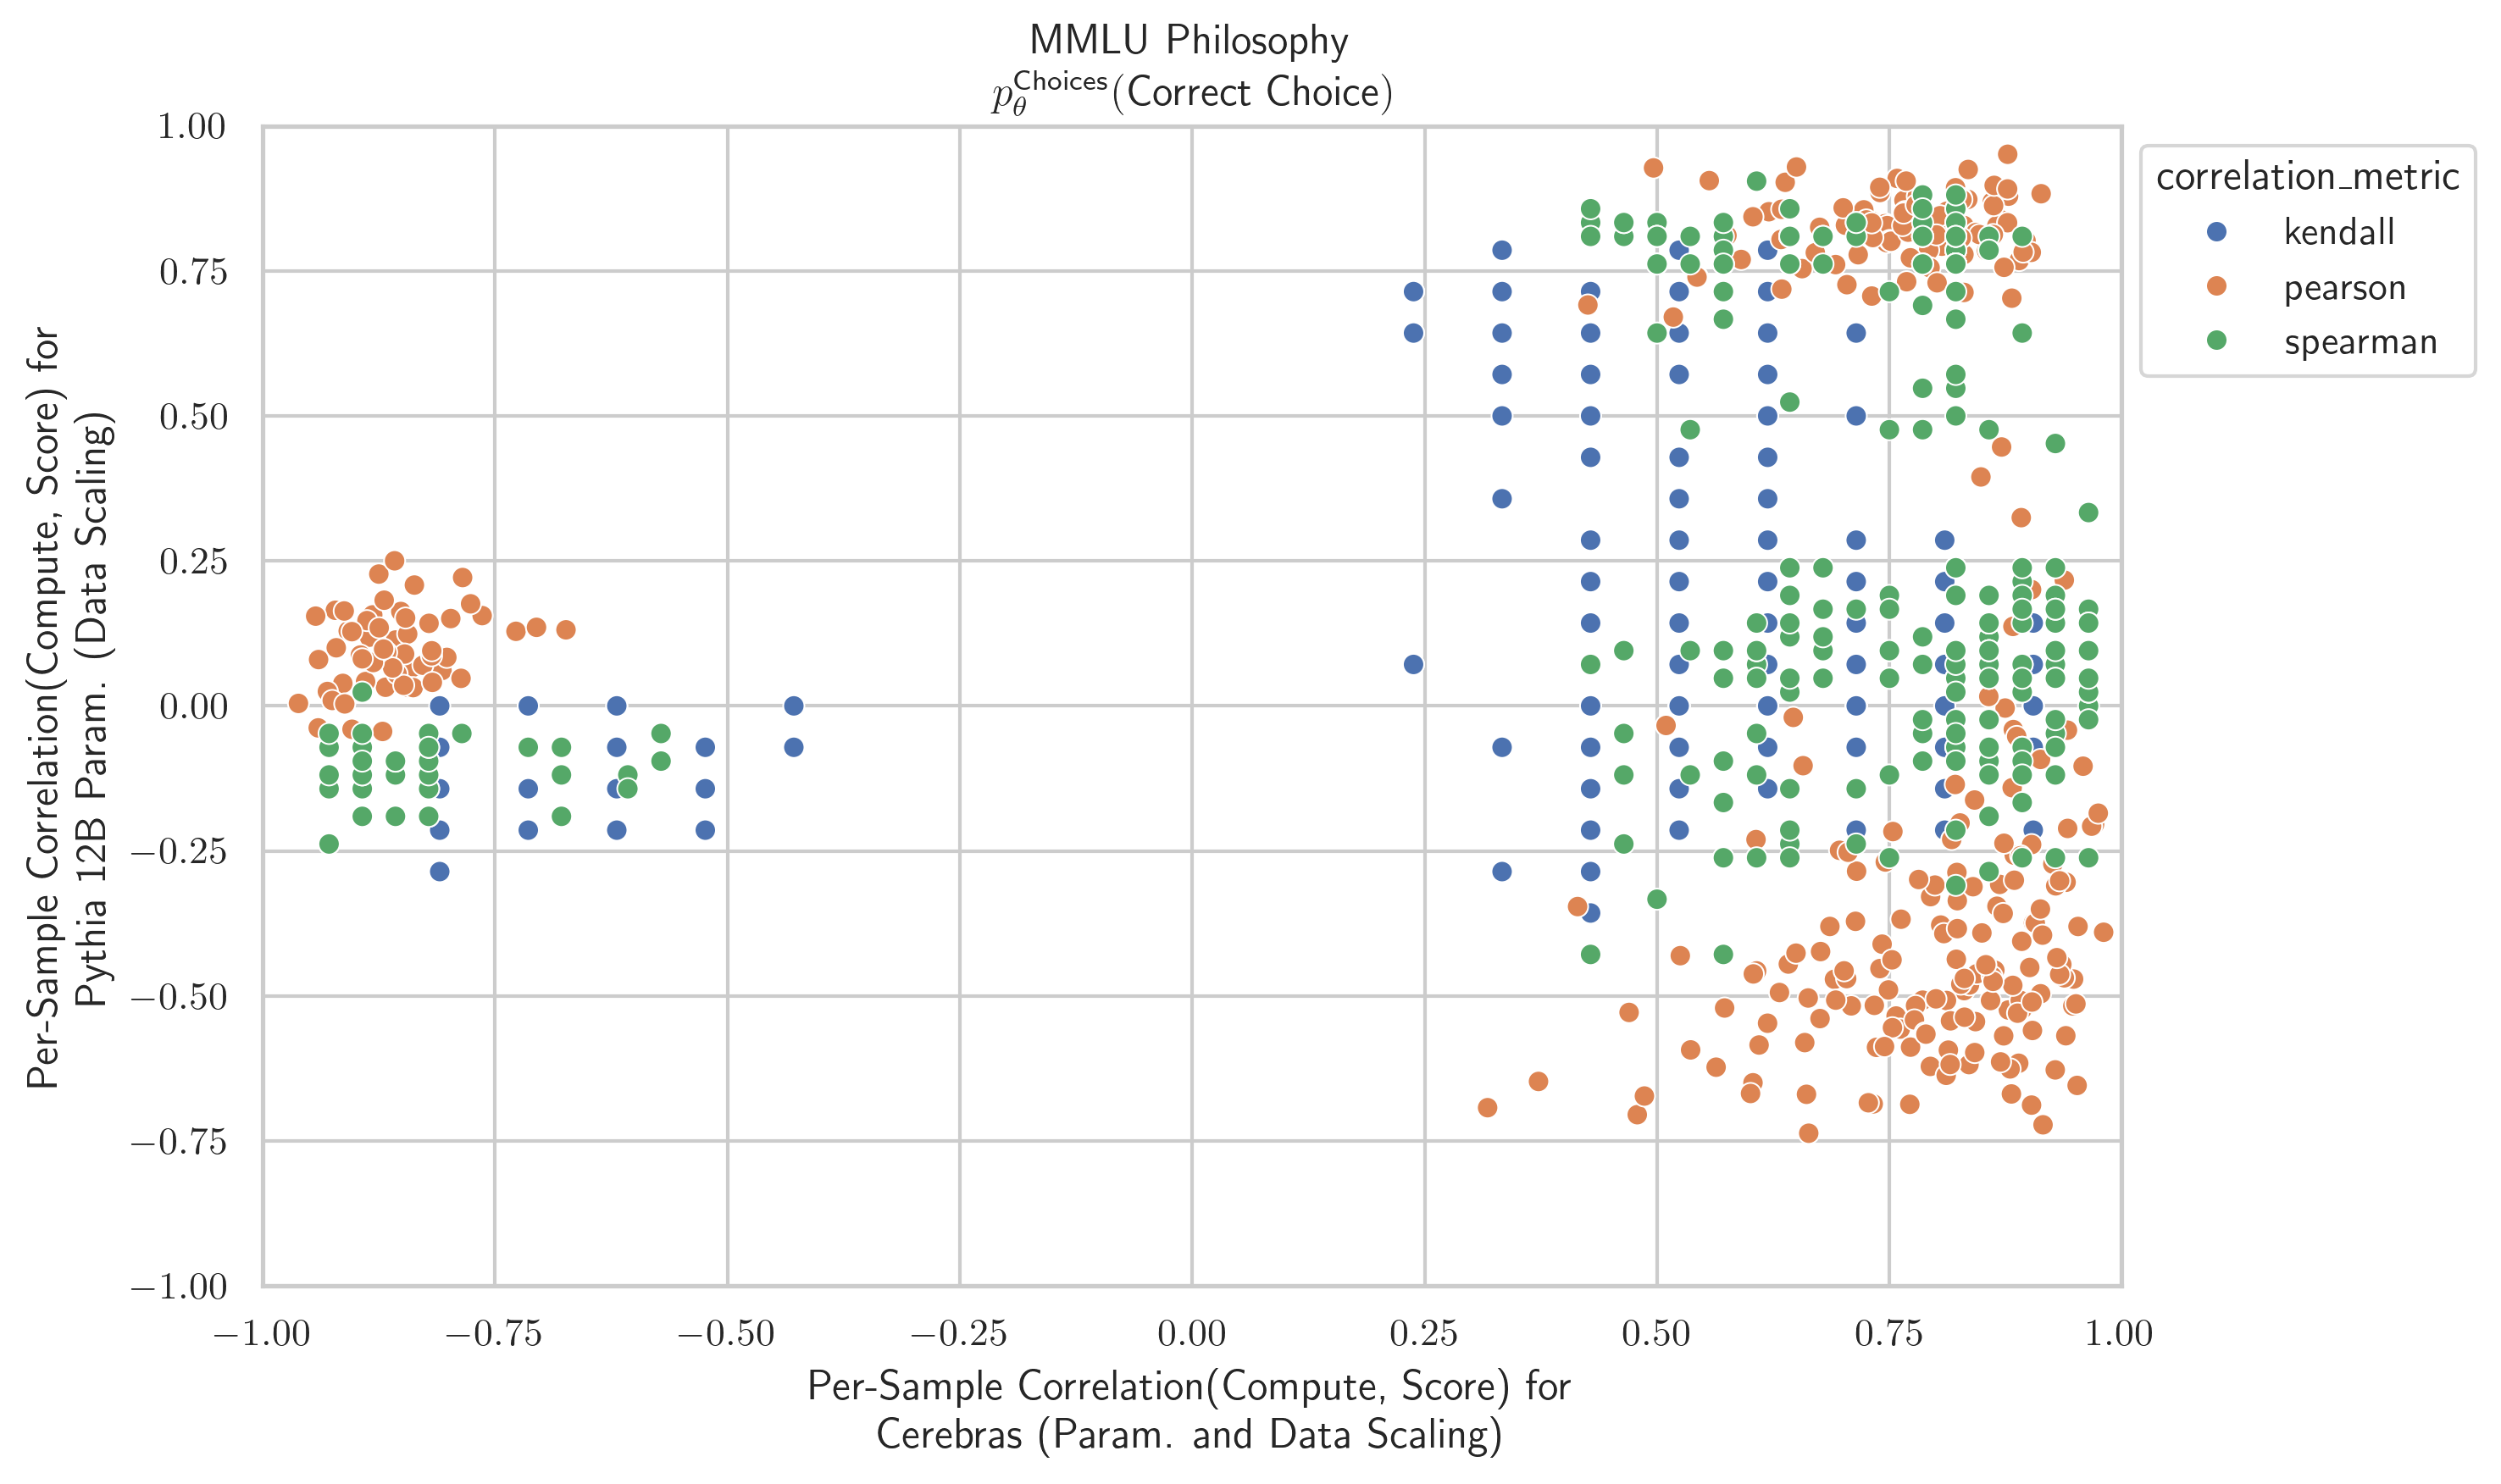 MMLU Philosophy
p_θ^Choices(Correct Choice)
1.00
0.75
0.50
0.25
0.00
−0.25
−0.50
−0.75
−1.00
Per-Sample Correlation(Compute, Score) for
Pythia 12B Param. (Data Scaling)
correlation_metric
kendall
pearson
spearman
−1.00 −0.75 −0.50 −0.25 0.00 0.25 0.50 0.75 1.00
Per-Sample Correlation(Compute, Score) for
Cerebras (Param. and Data Scaling)